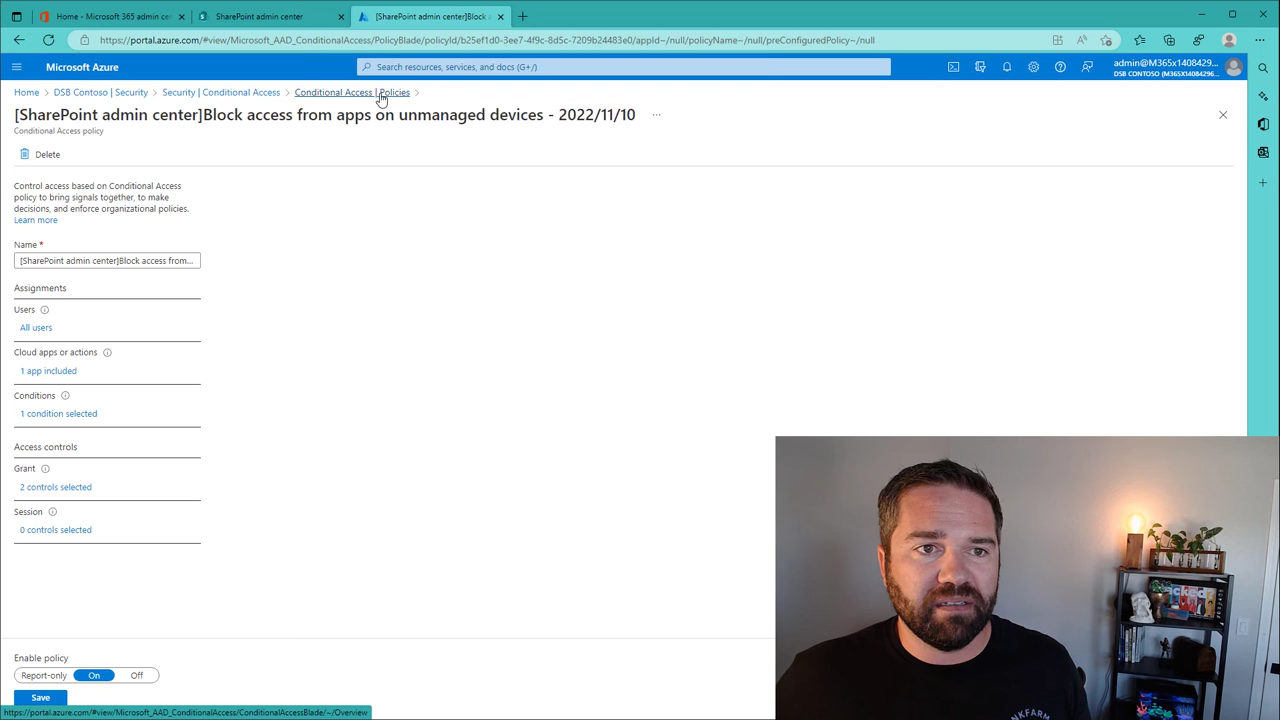 Home - Microsoft 365 admin ce
SharePoint admin center
[SharePoint admin center]Block a
https://portal.azure.com/#view/Microsoft_AAD_ConditionalAccess/PolicyBlade/policyId/b25ef1d0-3ee7-4f9c-8d5c-7209b24483e0/appId~/null/policyName~/null/preConfiguredPolicy~/null
Microsoft Azure
Search resources, services, and docs (G+/)
admin@M365x1408429...
DSB CONTOSO (M365X14084296...
Home > DSB Contoso | Security > Security | Conditional Access > Conditional Access | Policies >
[SharePoint admin center]Block access from apps on unmanaged devices - 2022/11/10 ...
Conditional Access policy
Delete
Control access based on Conditional Access
policy to bring signals together, to make
decisions, and enforce organizational policies.
Learn more
Name *
[SharePoint admin center]Block access from...
Assignments
Users
All users
Cloud apps or actions
1 app included
Conditions
1 condition selected
Access controls
Grant
2 controls selected
Session
0 controls selected
Enable policy
Report-only On Off
Save
https://portal.azure.com/#view/Microsoft_AAD_ConditionalAccess/ConditionalAccessBlade/~/Overview